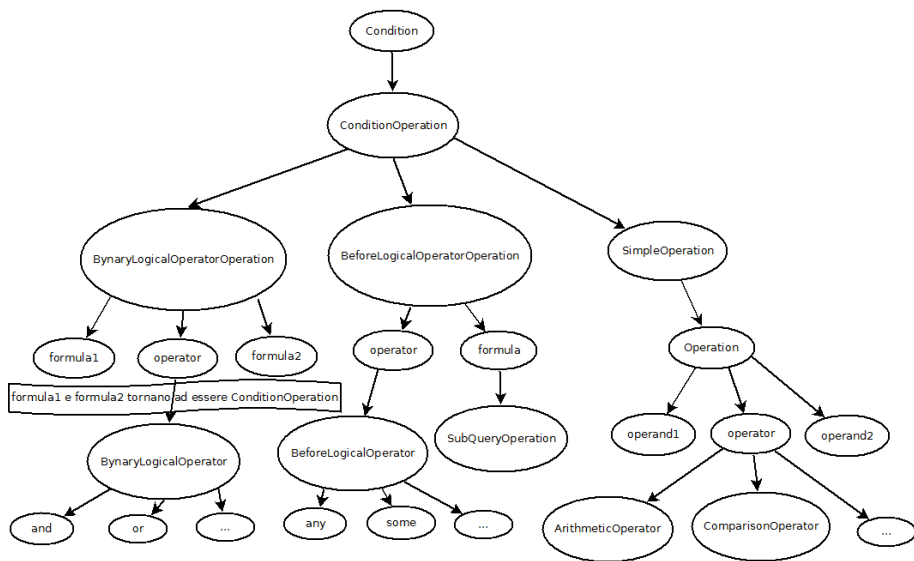 Condition
ConditionOperation
BynaryLogicalOperatorOperation
BeforeLogicalOperatorOperation
SimpleOperation
formula1
operator
formula2
operator
formula
Operation
formula1 e formula2 tornano ad essere ConditionOperation
operand1
operator
operand2
BynaryLogicalOperator
BeforeLogicalOperator
SubQueryOperation
and
or
...
any
some
...
ArithmeticOperator
ComparisonOperator
...